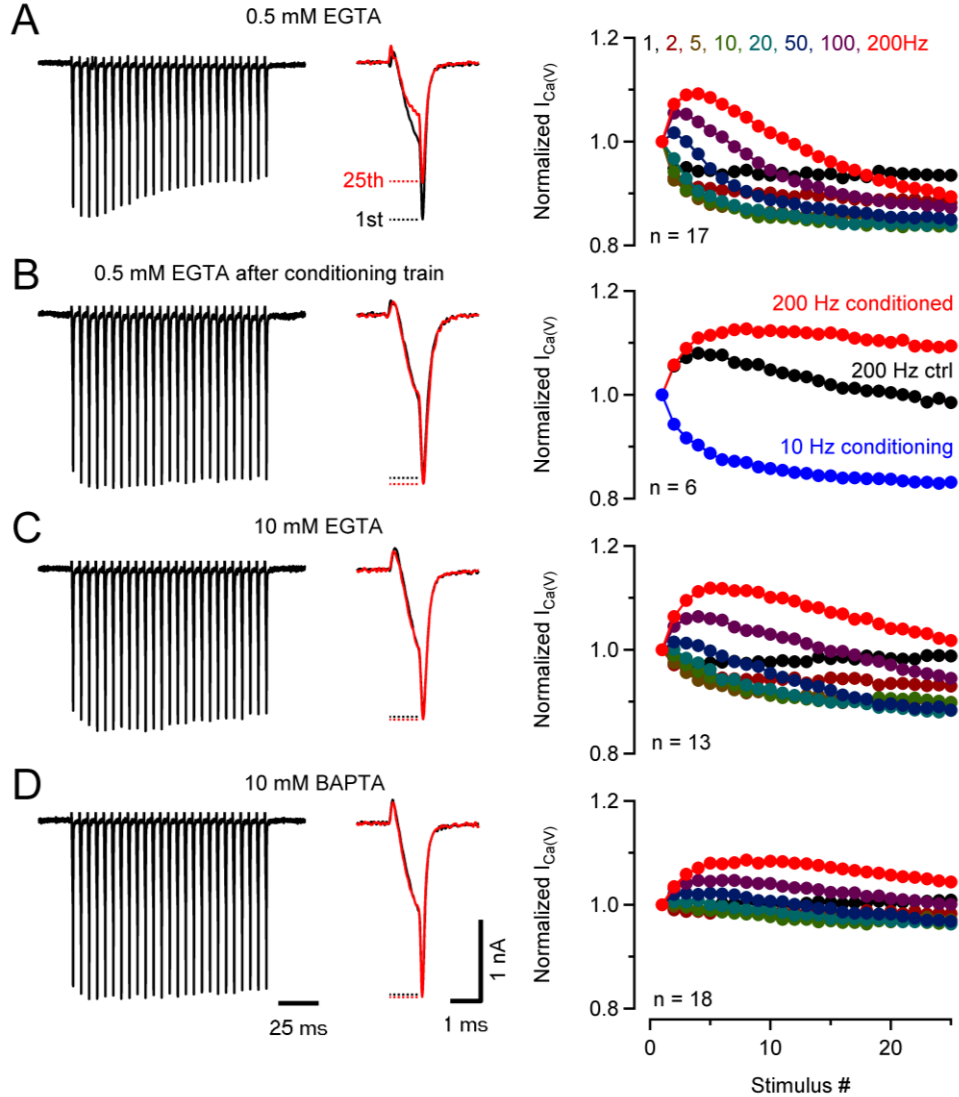 A
0.5 mM EGTA
25th
1st
Normalized I_Ca(V)
1.2
1.0
0.8
1, 2, 5, 10, 20, 50, 100, 200Hz
n = 17
B
0.5 mM EGTA after conditioning train
Normalized I_Ca(V)
1.2
1.0
0.8
200 Hz conditioned
200 Hz ctrl
10 Hz conditioning
n = 6
C
10 mM EGTA
Normalized I_Ca(V)
1.2
1.0
0.8
n = 13
D
10 mM BAPTA
1 nA
25 ms
1 ms
Normalized I_Ca(V)
1.2
1.0
0.8
n = 18
0 10 20
Stimulus #